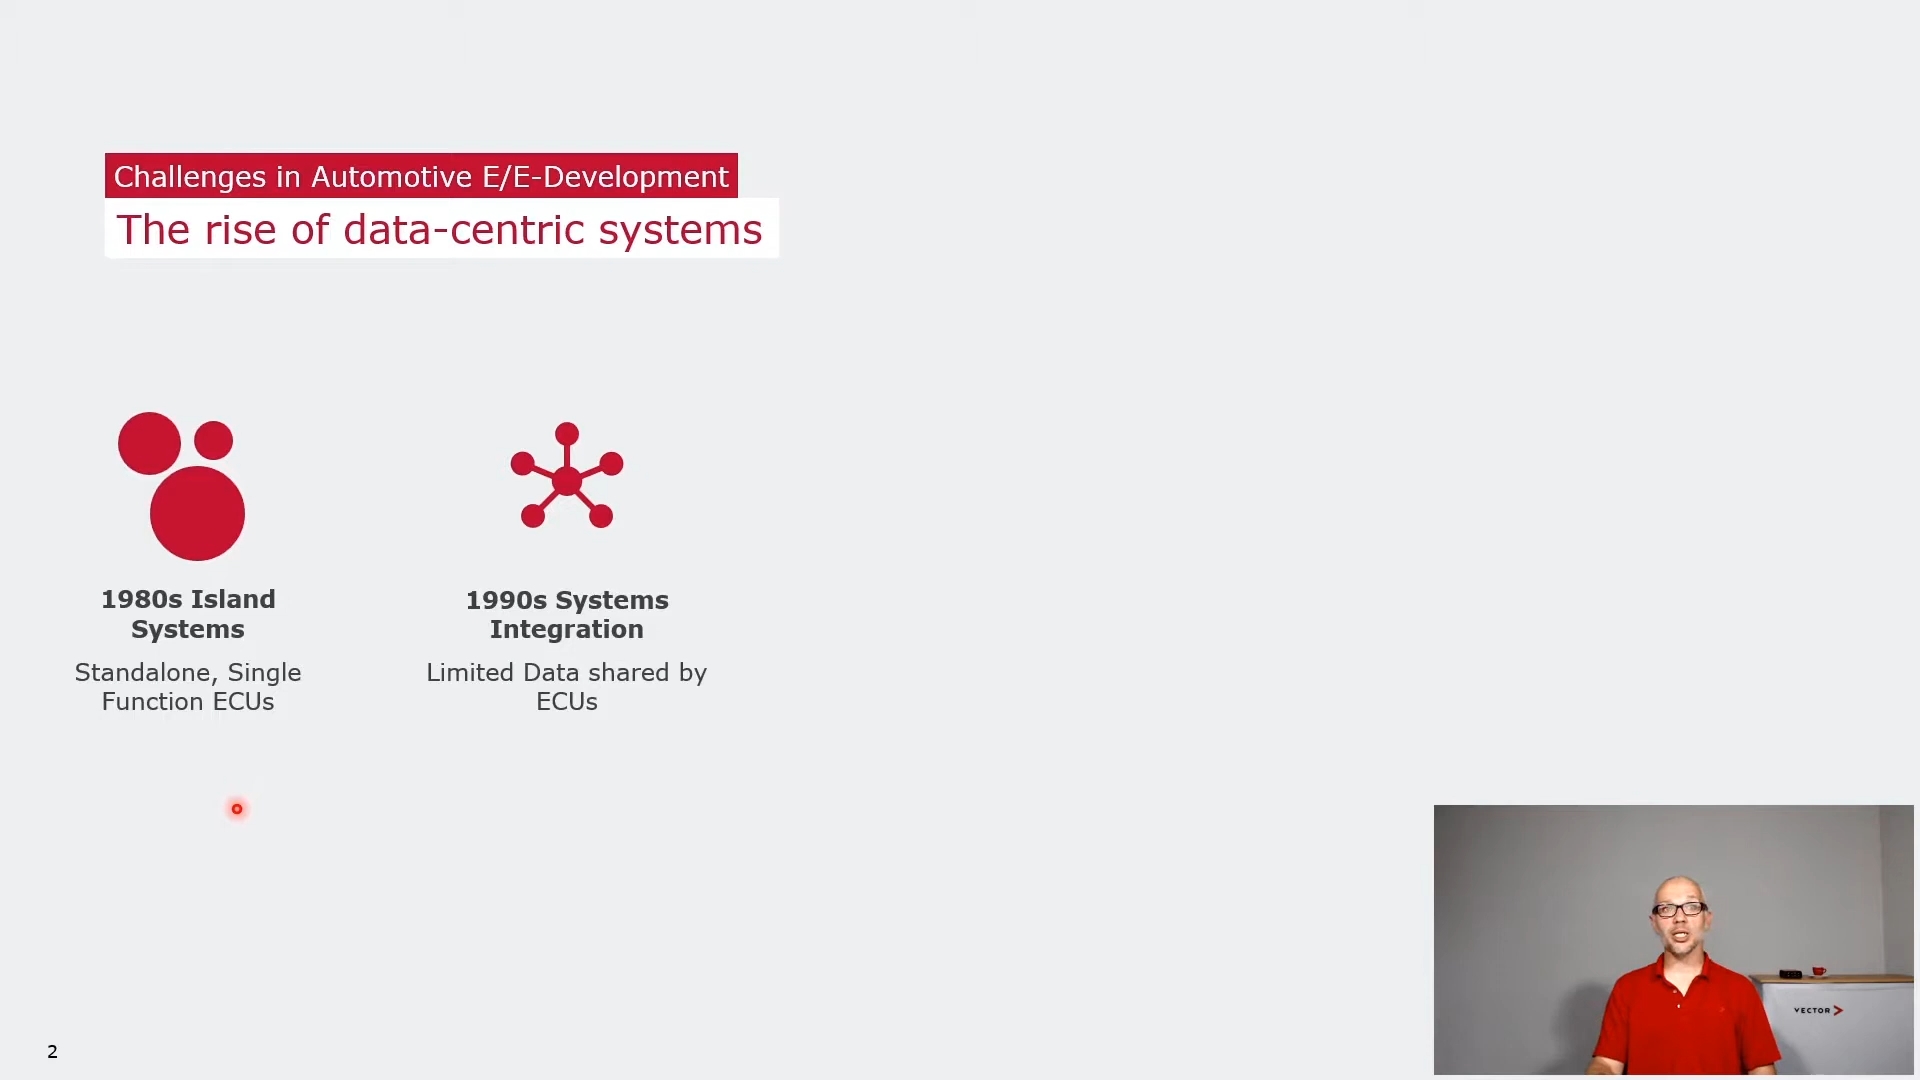 Challenges in Automotive E/E-Development
The rise of data-centric systems
1980s Island
Systems
Standalone, Single
Function ECUs
1990s Systems
Integration
Limited Data shared by
ECUs
VECTOR
2